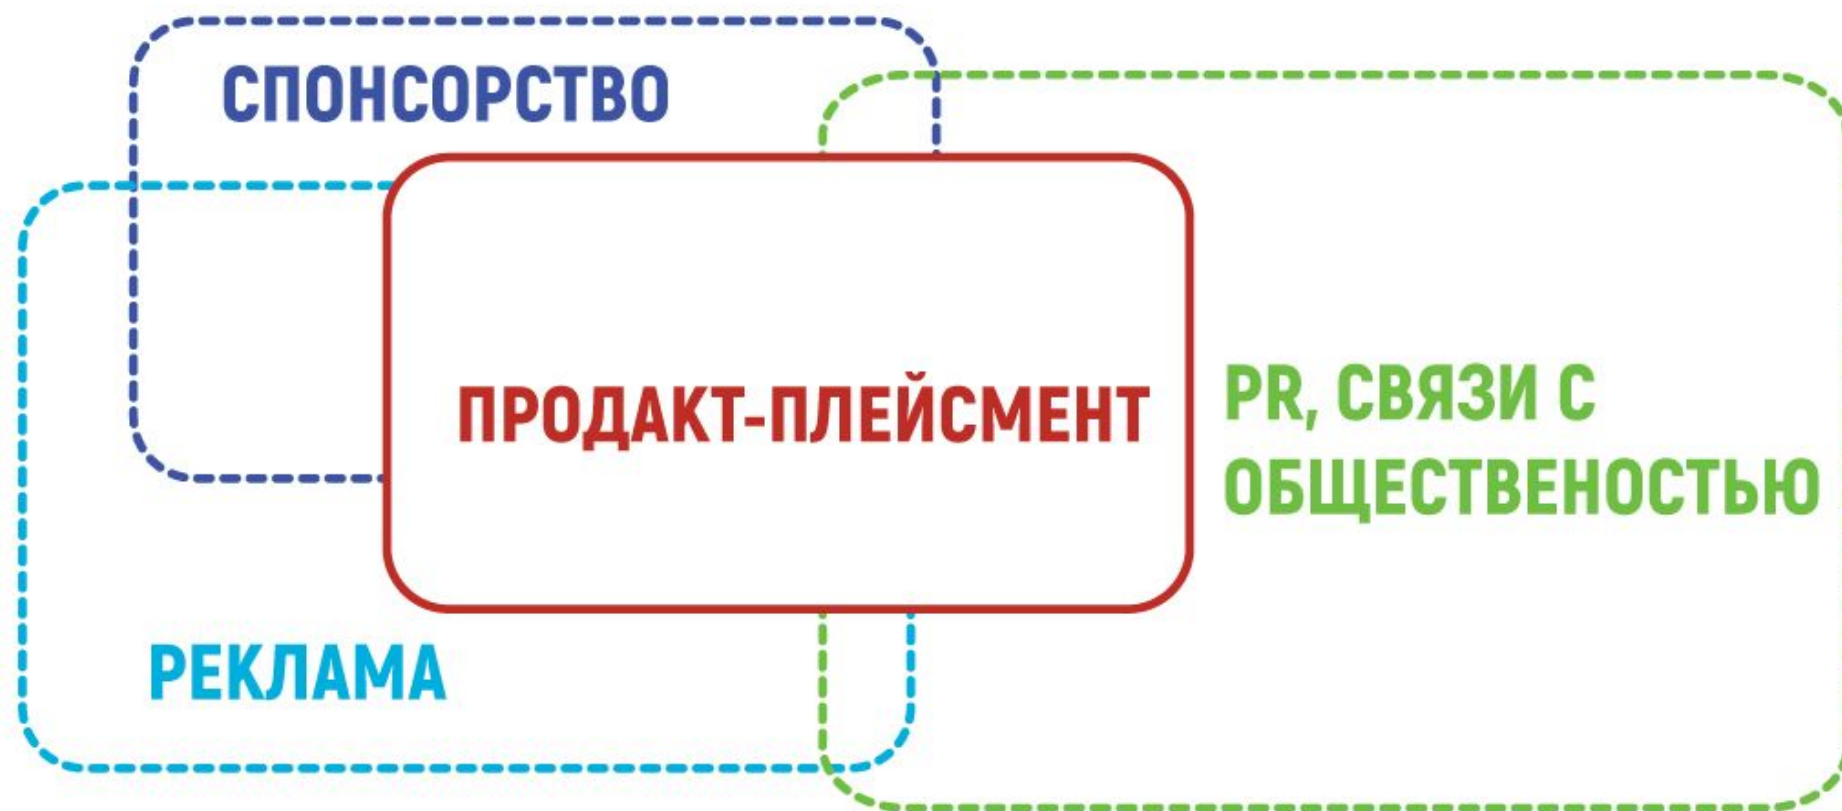 СПОНСОРСТВО
ПРОДАКТ-ПЛЕЙСМЕНТ
PR, СВЯЗИ С
ОБЩЕСТВЕНОСТЬЮ
РЕКЛАМА